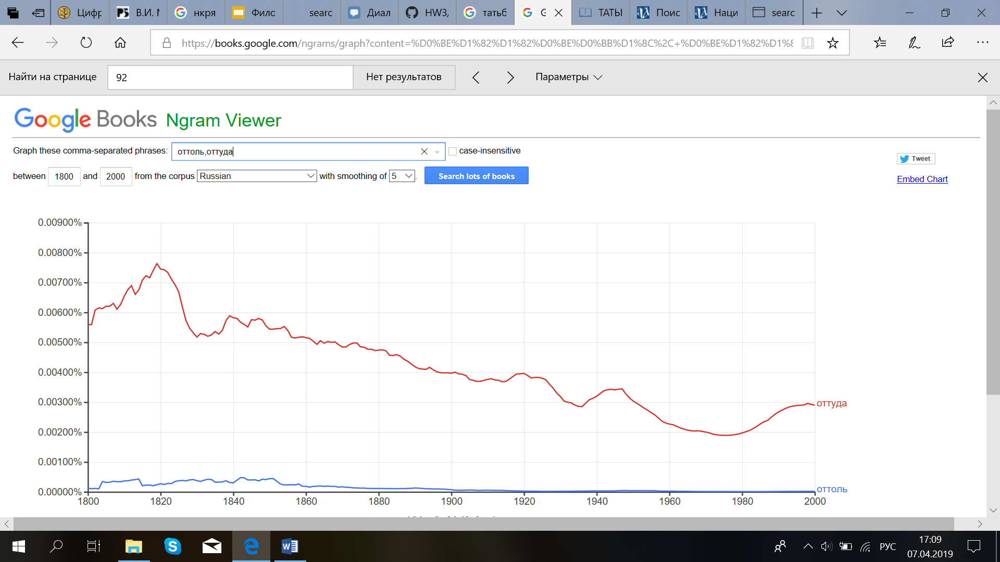 Цифр
В.И. М
нкря
Фило
searc
Диал
HW3,
татьб
G
ТАТЫ
Поис
Наци
searc
https://books.google.com/ngrams/graph?content=%D0%BE%D1%82%D1%82%D0%BE%D0%BB%D1%8C%2C+%D0%BE%D1%82%D1%8
Найти на странице
92
Нет результатов
Параметры
Google Books Ngram Viewer
Graph these comma-separated phrases: оттоль,оттуда case-insensitive
between 1800 and 2000 from the corpus Russian with smoothing of 5 . Search lots of books
Tweet
Embed Chart
0.00900%
0.00800%
0.00700%
0.00600%
0.00500%
0.00400%
0.00300%
0.00200%
0.00100%
0.00000%
оттуда
оттоль
1800 1820 1840 1860 1880 1900 1920 1940 1960 1980 2000
РУС
17:09
07.04.2019